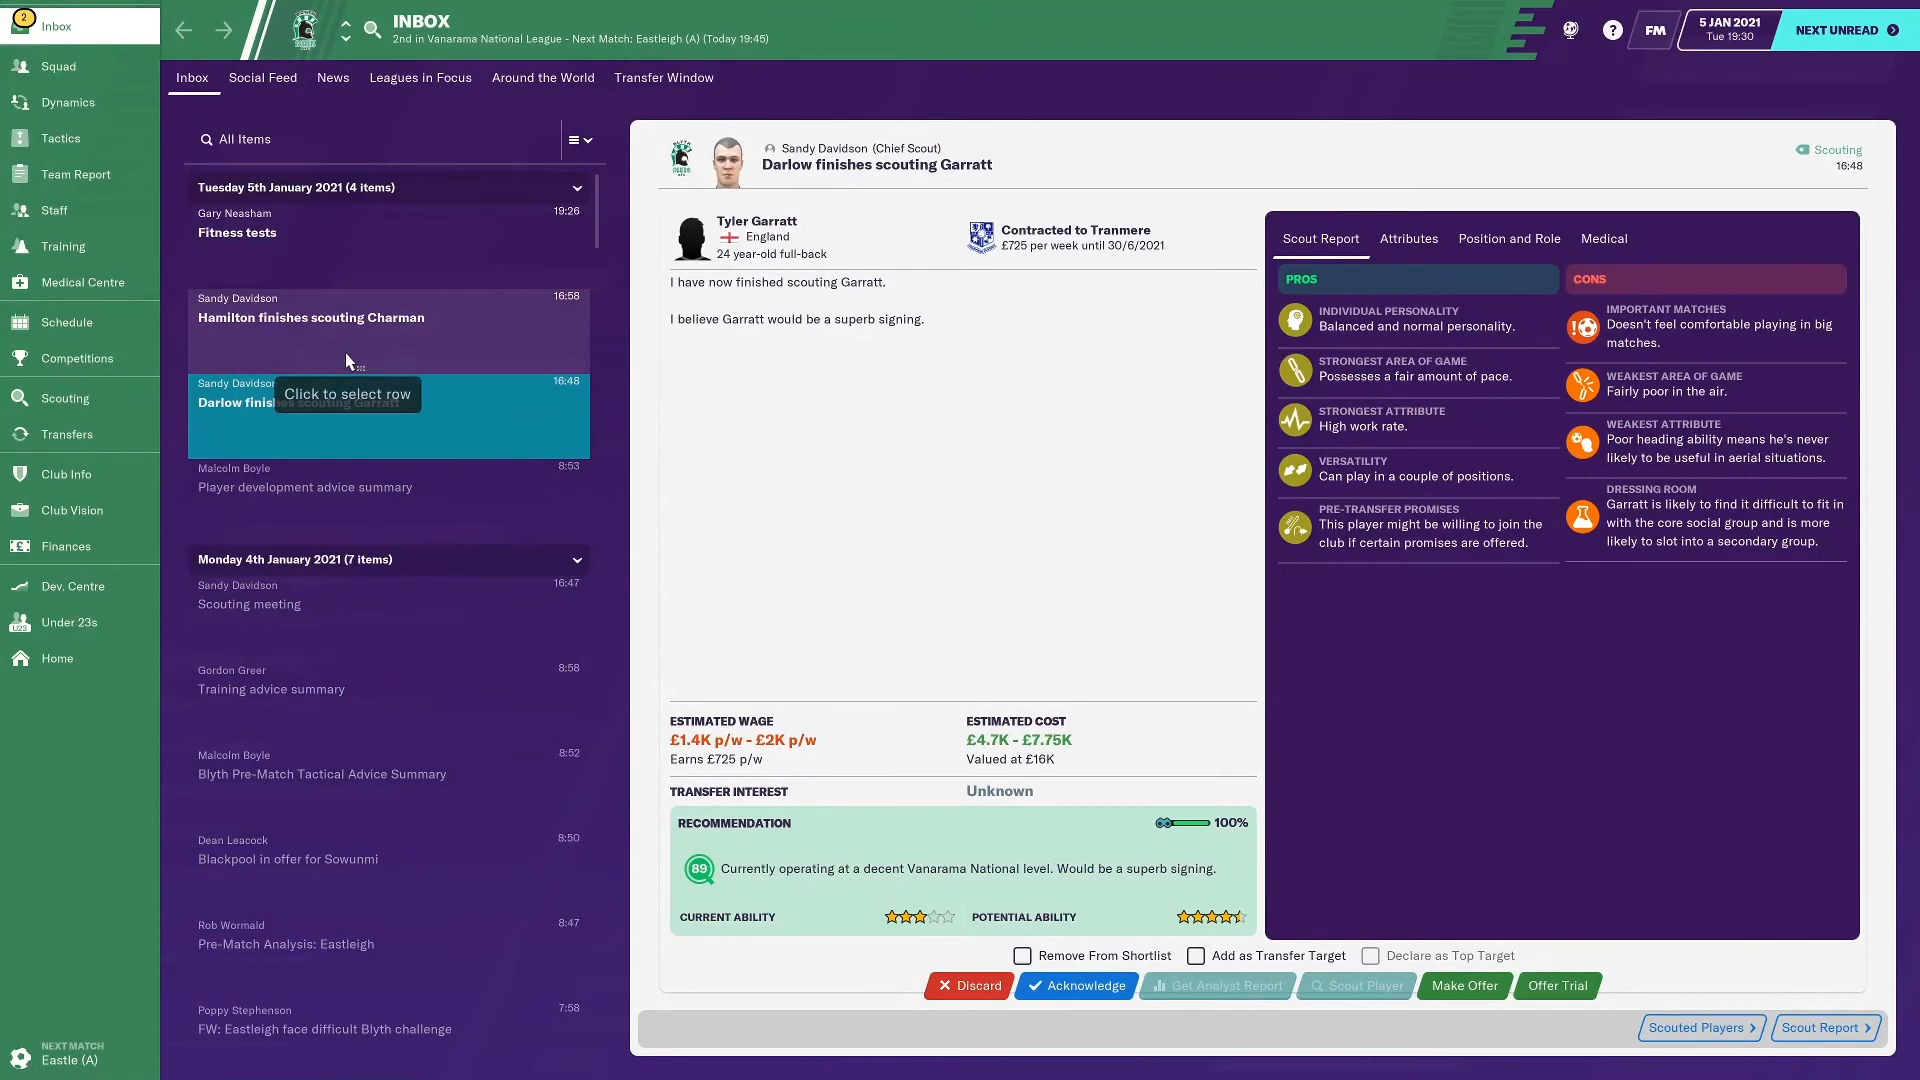 2
Inbox
Squad
Dynamics
Tactics
Team Report
Staff
Training
Medical Centre
Schedule
Competitions
Scouting
Transfers
Club Info
Club Vision
Finances
Dev. Centre
U23
Under 23s
Home
NEXT MATCH
Eastle (A)
INBOX
2nd in Vanarama National League - Next Match: Eastleigh (A) (Today 19:45)
?
FM
5 JAN 2021
Tue 19:30
NEXT UNREAD
Inbox
Social Feed
News
Leagues in Focus
Around the World
Transfer Window
All Items
Tuesday 5th January 2021 (4 items)
Gary Neasham 19:26
Fitness tests
Sandy Davidson 16:58
Hamilton finishes scouting Charman
Sandy Davidson 16:48
Darlow finishes scouting Garratt
Click to select row
Malcolm Boyle 8:53
Player development advice summary
Monday 4th January 2021 (7 items)
Sandy Davidson 16:47
Scouting meeting
Gordon Greer 8:58
Training advice summary
Malcolm Boyle 8:52
Blyth Pre-Match Tactical Advice Summary
Dean Leacock 8:50
Blackpool in offer for Sowunmi
Rob Wormald 8:47
Pre-Match Analysis: Eastleigh
Poppy Stephenson 7:58
FW: Eastleigh face difficult Blyth challenge
Sandy Davidson (Chief Scout)
Darlow finishes scouting Garratt
Scouting
16:48
Tyler Garratt
England
24 year-old full-back
Contracted to Tranmere
£725 per week until 30/6/2021
I have now finished scouting Garratt.
I believe Garratt would be a superb signing.
ESTIMATED WAGE
£1.4K p/w - £2K p/w
Earns £725 p/w
ESTIMATED COST
£4.7K - £7.75K
Valued at £16K
TRANSFER INTEREST Unknown
RECOMMENDATION 100%
89 Currently operating at a decent Vanarama National level. Would be a superb signing.
CURRENT ABILITY
POTENTIAL ABILITY
Scout Report
Attributes
Position and Role
Medical
PROS
INDIVIDUAL PERSONALITY
Balanced and normal personality.
STRONGEST AREA OF GAME
Possesses a fair amount of pace.
STRONGEST ATTRIBUTE
High work rate.
VERSATILITY
Can play in a couple of positions.
PRE-TRANSFER PROMISES
This player might be willing to join the
club if certain promises are offered.
CONS
IMPORTANT MATCHES
Doesn't feel comfortable playing in big
matches.
WEAKEST AREA OF GAME
Fairly poor in the air.
WEAKEST ATTRIBUTE
Poor heading ability means he's never
likely to be useful in aerial situations.
DRESSING ROOM
Garratt is likely to find it difficult to fit in
with the core social group and is more
likely to slot into a secondary group.
Remove From Shortlist
Add as Transfer Target
Declare as Top Target
Discard
Acknowledge
Get Analyst Report
Scout Player
Make Offer
Offer Trial
Scouted Players
Scout Report